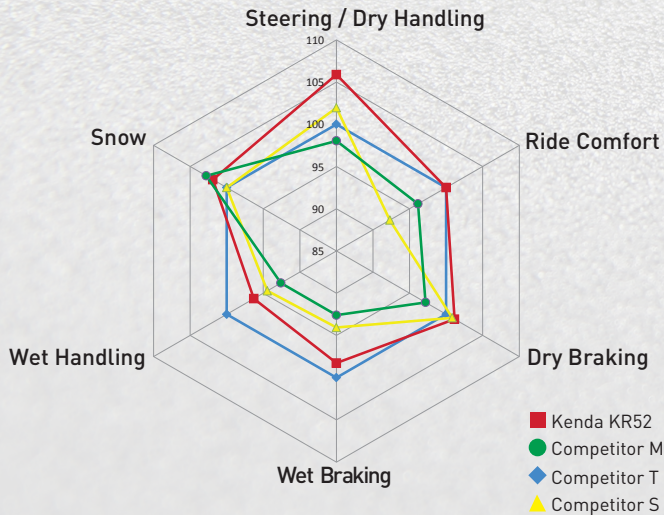 Steering / Dry Handling
110
105
100
95
90
85
Snow
Ride Comfort
Wet Handling
Dry Braking
Wet Braking
Kenda KR52
Competitor M
Competitor T
Competitor S